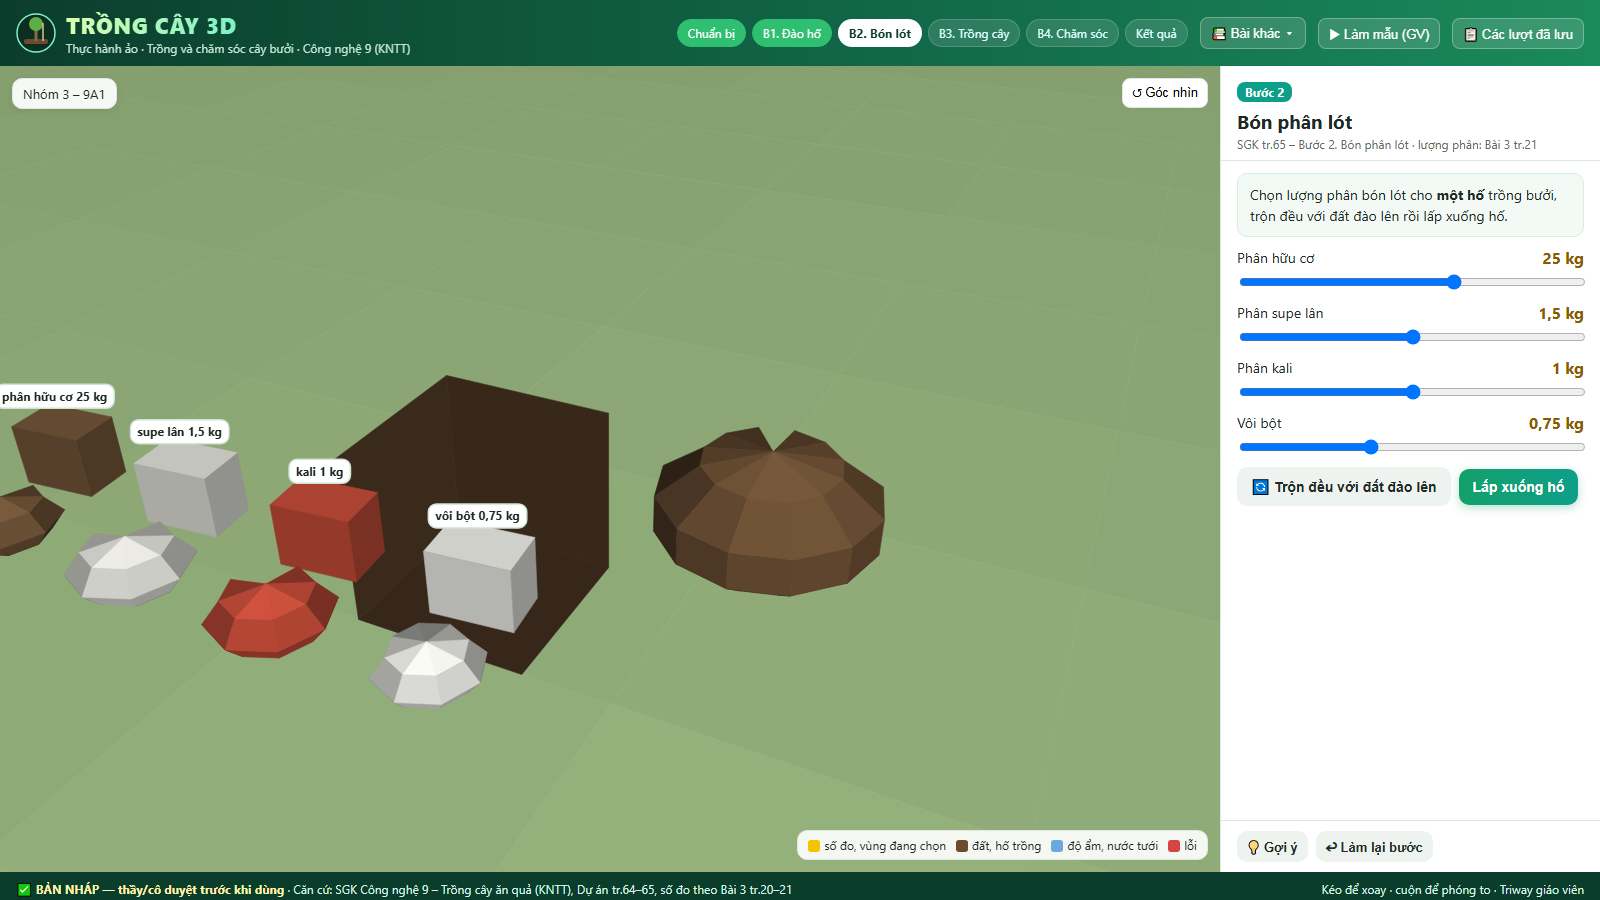 TRỒNG CÂY 3D
Thực hành ảo · Trồng và chăm sóc cây bưởi · Công nghệ 9 (KNTT)
Chuẩn bị
B1. Đào hố
B2. Bón lót
B3. Trồng cây
B4. Chăm sóc
Kết quả
Bài khác
Làm mẫu (GV)
Các lượt đã lưu
Nhóm 3 – 9A1
Góc nhìn
phân hữu cơ 25 kg
supe lân 1,5 kg
kali 1 kg
vôi bột 0,75 kg
số đo, vùng đang chọn
đất, hố trồng
độ ẩm, nước tưới
lỗi
Bước 2
Bón phân lót
SGK tr.65 – Bước 2. Bón phân lót · lượng phân: Bài 3 tr.21
Chọn lượng phân bón lót cho một hố trồng bưởi,
trộn đều với đất đào lên rồi lấp xuống hố.
Phân hữu cơ 25 kg
Phân supe lân 1,5 kg
Phân kali 1 kg
Vôi bột 0,75 kg
Trộn đều với đất đào lên
Lấp xuống hố
Gợi ý
Làm lại bước
BẢN NHÁP — thầy/cô duyệt trước khi dùng · Căn cứ: SGK Công nghệ 9 – Trồng cây ăn quả (KNTT), Dự án tr.64–65, số đo theo Bài 3 tr.20–21
Kéo để xoay · cuộn để phóng to · Triway giáo viên